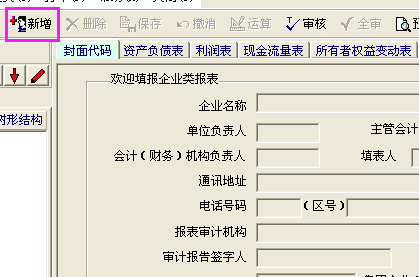 新增 删除 保存 撤消 运算 审核 全审
封面代码 资产负债表 利润表 现金流量表 所有者权益变动表
欢迎填报企业类报表
企业名称
树形结构
单位负责人 主管会计
会计(财务)机构负责人 填表人
通讯地址
电话号码 (区号)
报表审计机构
审计报告签字人